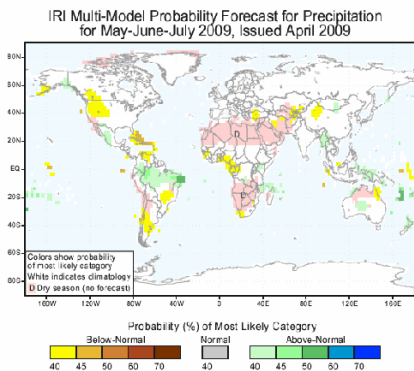 IRI Multi-Model Probability Forecast for Precipitation
for May-June-July 2009, Issued April 2009
80N
60N
40N
20N
EQ
20S
40S
60S
80S
D
D
Colors show probability
of most likely category
White indicates climatology
D Dry season (no forecast)
160W 120W 80W 40W 0 40E 80E 120E 160E
Probability (%) of Most Likely Category
Below-Normal Normal Above-Normal
40 45 50 60 70 40 40 45 50 60 70